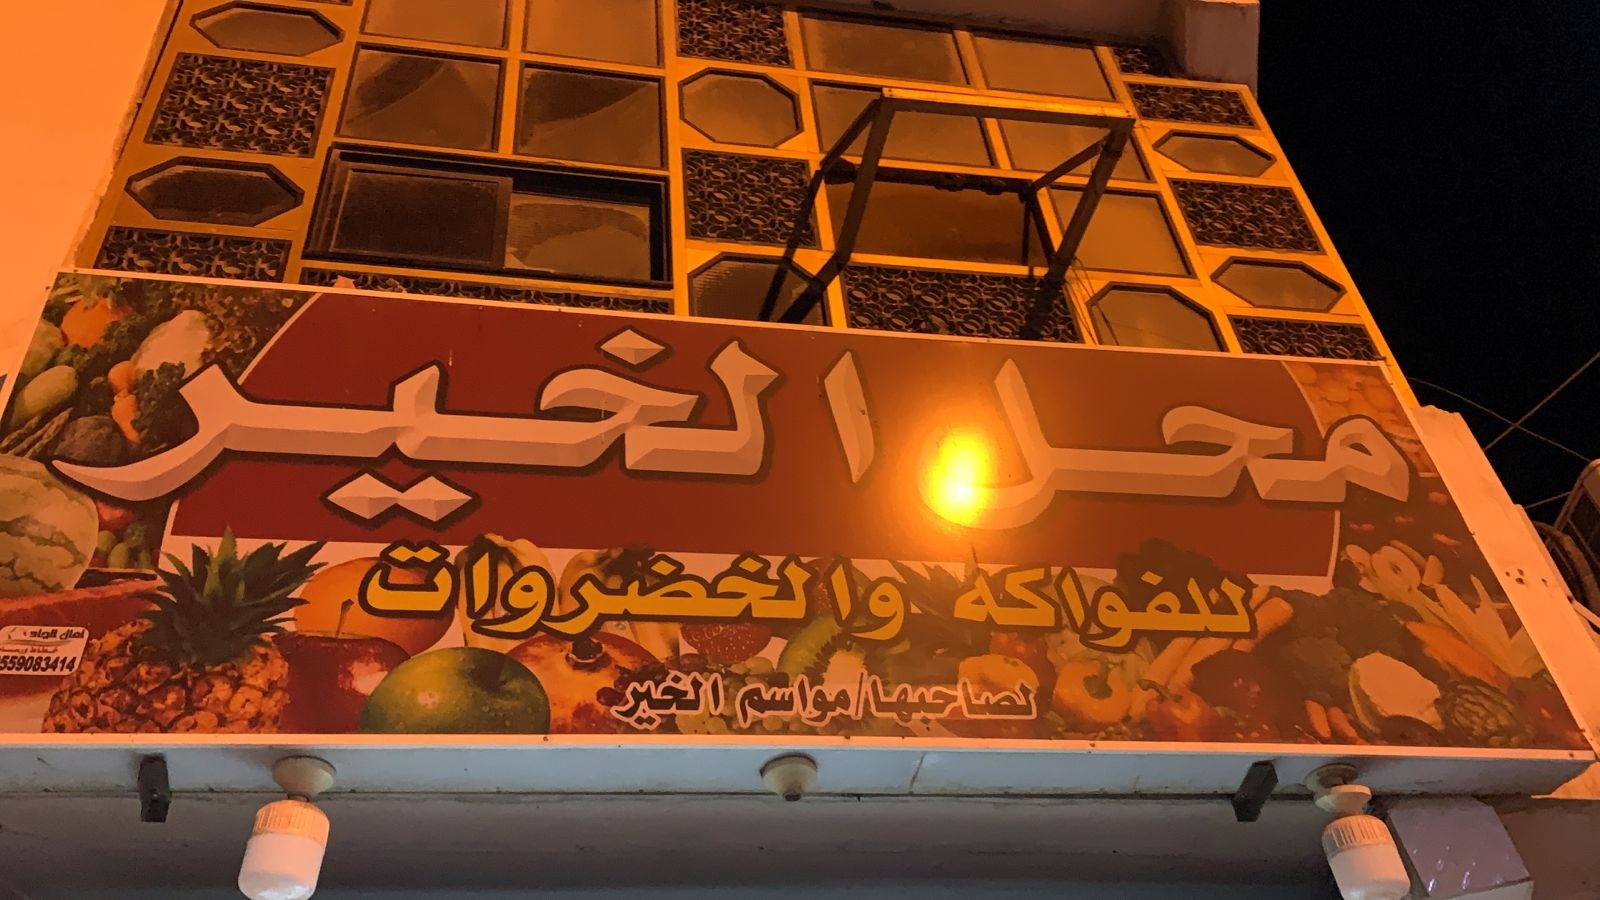 محل الخير
للفواكه والخضروات
لصاحبها/مواسم الخير
559083414